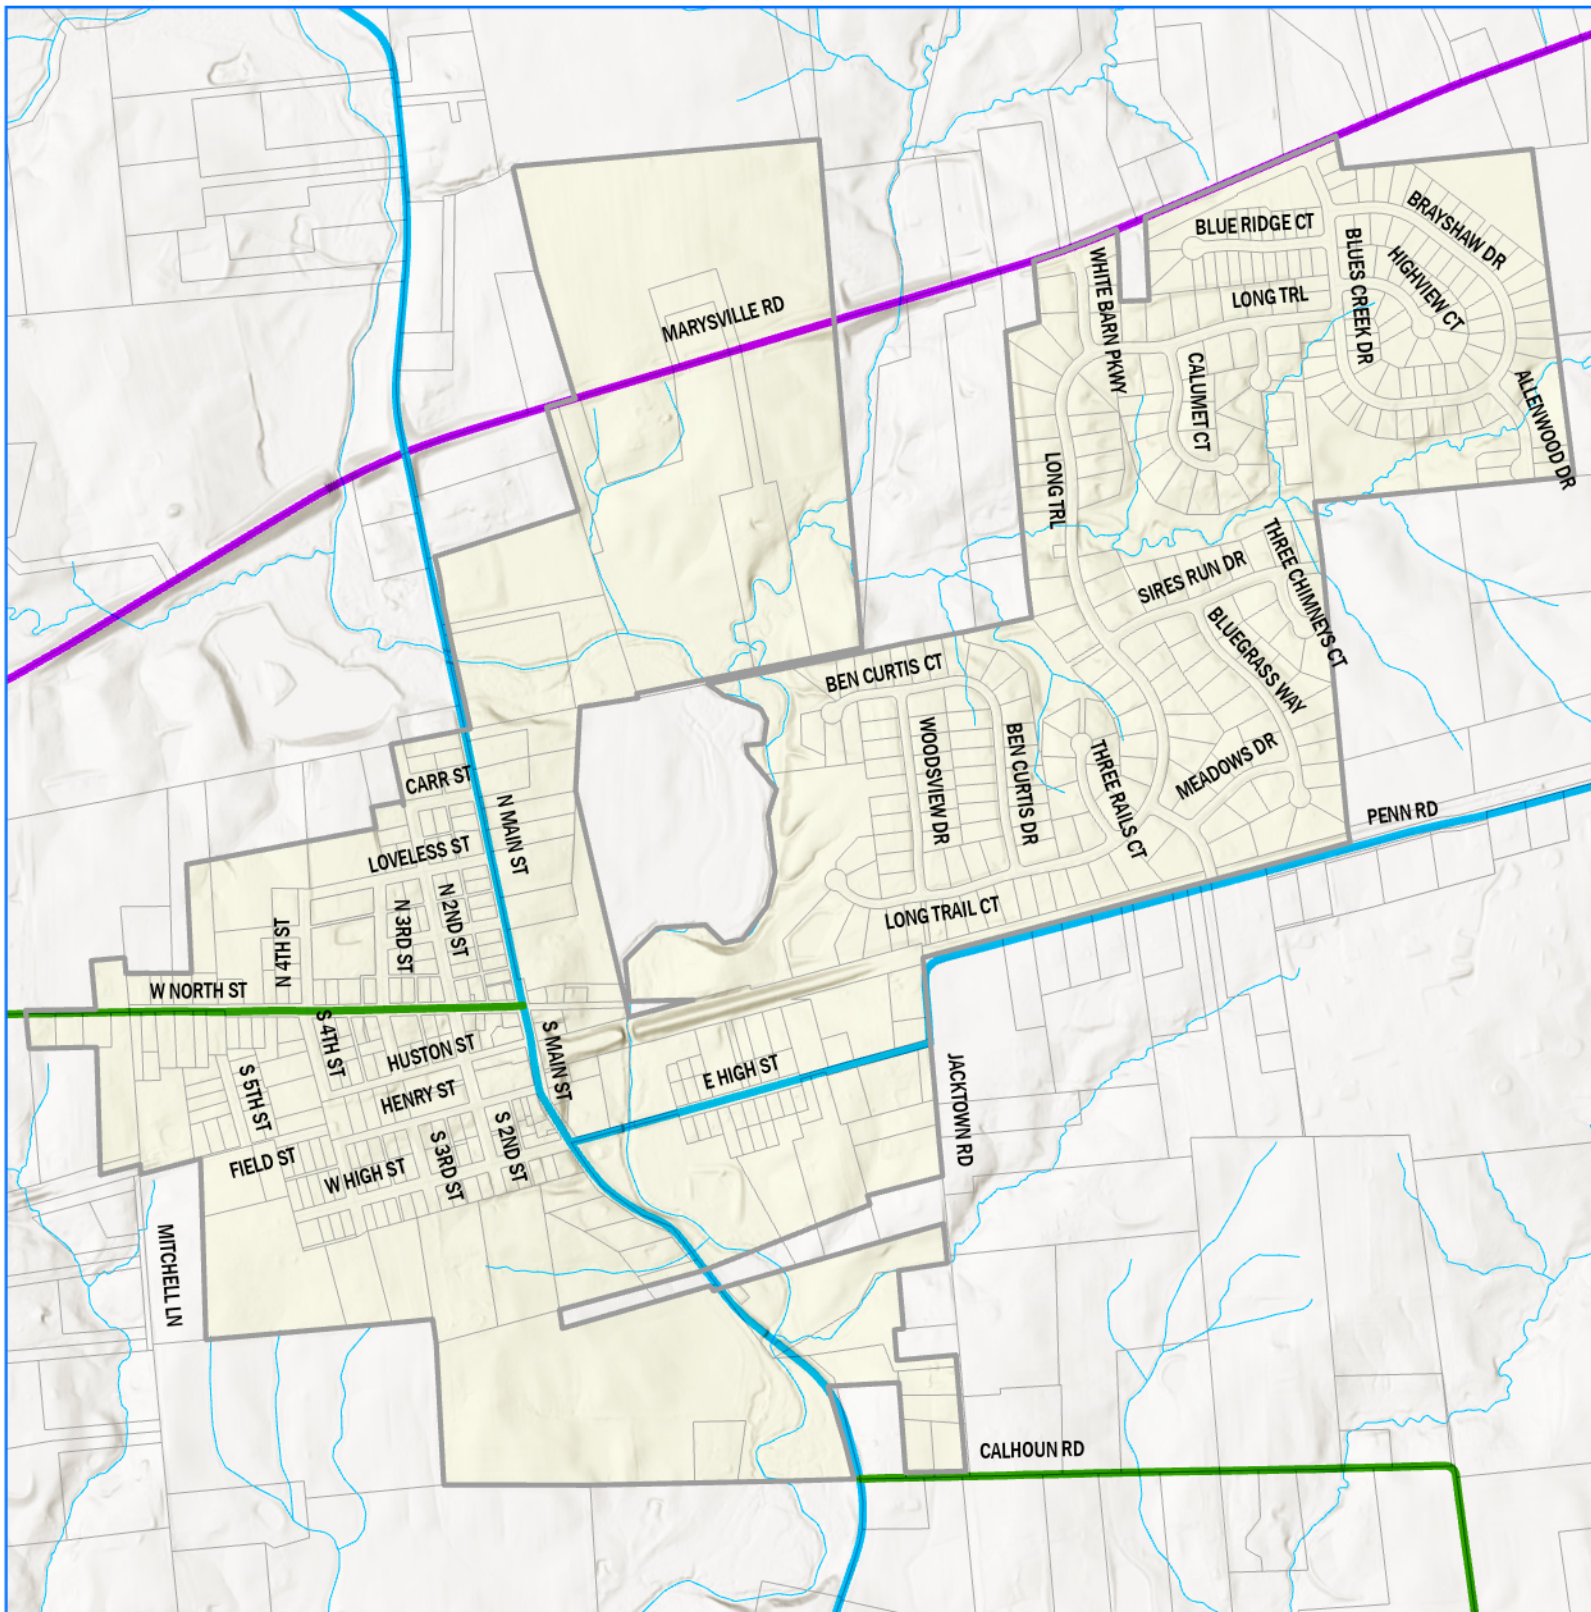 BRAYSHAW DR
BLUE RIDGE CT
BLUES CREEK DR
HIGHVIEW CT
WHITE BARN PKWY
LONG TRL
MARYSVILLE RD
CALUMET CT
ALLENWOOD DR
LONG TRL
THREE CHIMNEYS CT
SIRES RUN DR
BLUEGRASS WAY
BEN CURTIS CT
WOODSVIEW DR
BEN CURTIS DR
THREE RAILS CT
MEADOWS DR
CARR ST
N MAIN ST
PENN RD
LOVELESS ST
N 4TH ST
N 3RD ST
N 2ND ST
LONG TRAIL CT
W NORTH ST
S 4TH ST
HUSTON ST
S MAIN ST
S 5TH ST
HENRY ST
E HIGH ST
JACKTOWN RD
FIELD ST
W HIGH ST
S 3RD ST
S 2ND ST
MITCHELL LN
CALHOUN RD